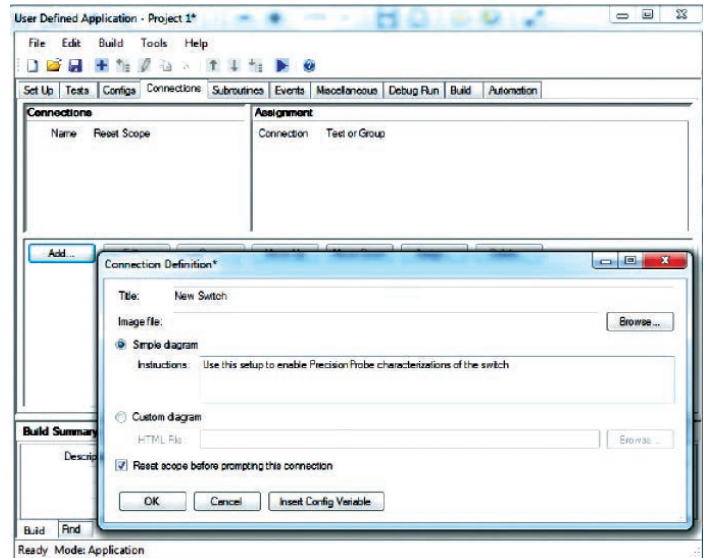 User Defined Application - Project 1*
File Edit Build Tools Help
Set Up Tests Configs Connections Subroutines Events Miscellaneous Debug Run Build Automation
Connections
Name Reset Scope
Assignment
Connection Test or Group
Add...
Connection Definition*
Title: New Switch
Image file:
Browse...
Simple diagram
Instructions: Use this setup to enable PrecisionProbe characterizations of the switch
Custom diagram
HTML File:
Browse...
Reset scope before prompting this connection
OK Cancel Insert Config Variable
Build Summary
Descrip
Build Find
Ready Mode: Application